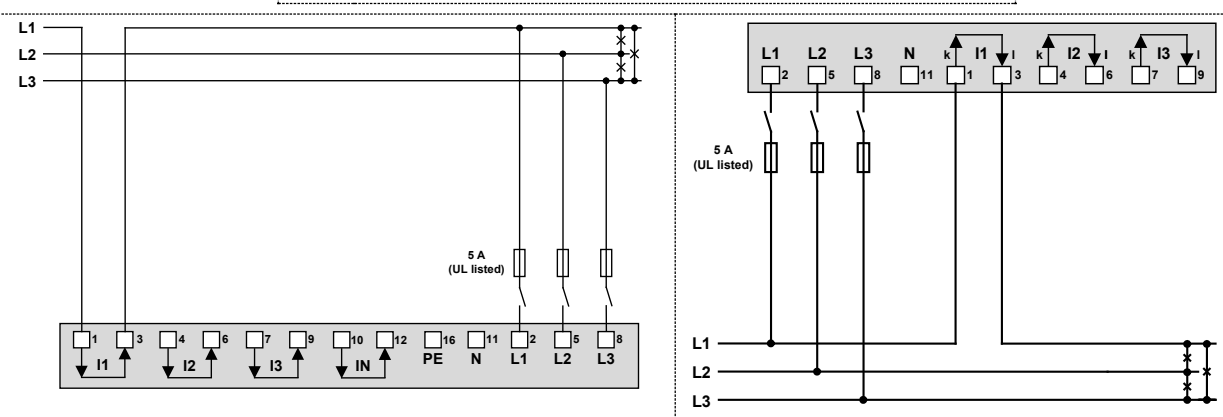 L1
L2
L3
5 A
(UL listed)
1 3 4 6 7 9 10 12 16 11 2 5 8
I1 I2 I3 IN PE N L1 L2 L3
L1 L2 L3 N k I1 l k I2 l k I3 l
2 5 8 11 1 3 4 6 7 9
5 A
(UL listed)
L1
L2
L3